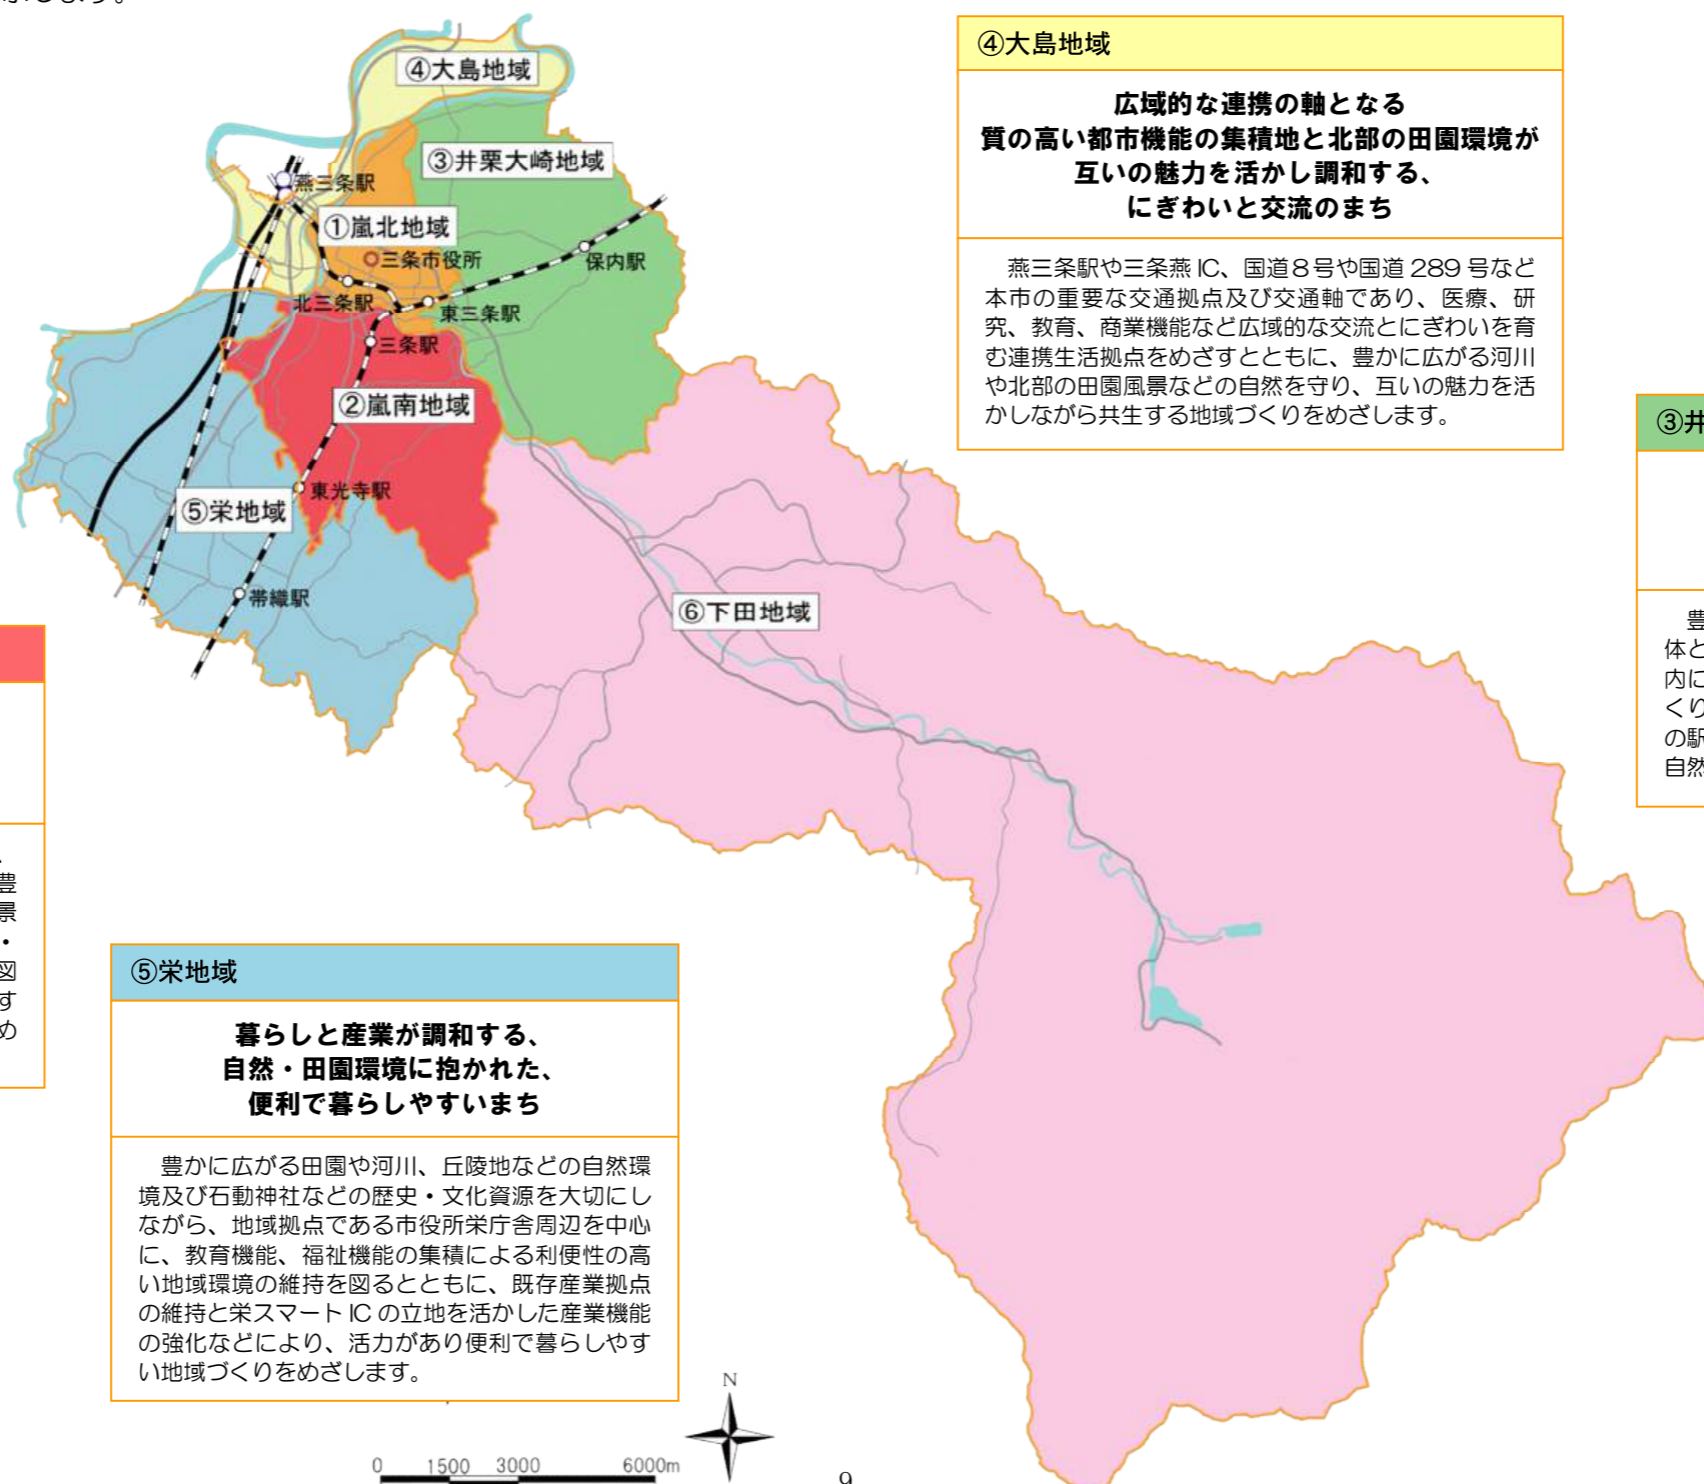 ④大島地域
③井栗大崎地域
燕三条駅
①嵐北地域
三条市役所
保内駅
北三条駅
東三条駅
三条駅
②嵐南地域
東光寺駅
⑤栄地域
帯織駅
⑥下田地域
④大島地域
広域的な連携の軸となる
質の高い都市機能の集積地と北部の田園環境が
互いの魅力を活かし調和する、
にぎわいと交流のまち
燕三条駅や三条燕IC、国道8号や国道289号など
本市の重要な交通拠点及び交通軸であり、医療、研
究、教育、商業機能など広域的な交流とにぎわいを育
む連携生活拠点をめざすとともに、豊かに広がる河川
や北部の田園風景などの自然を守り、互いの魅力を活
かしながら共生する地域づくりをめざします。
③井
豊
体と
内に
くり
の駅
自然
、
豊
景
・
図
す
め
⑤栄地域
暮らしと産業が調和する、
自然・田園環境に抱かれた、
便利で暮らしやすいまち
豊かに広がる田園や河川、丘陵地などの自然環
境及び石動神社などの歴史・文化資源を大切にし
ながら、地域拠点である市役所栄庁舎周辺を中心
に、教育機能、福祉機能の集積による利便性の高
い地域環境の維持を図るとともに、既存産業拠点
の維持と栄スマートICの立地を活かした産業機能
の強化などにより、活力があり便利で暮らしやす
い地域づくりをめざします。
N
0 1500 3000 6000m
9